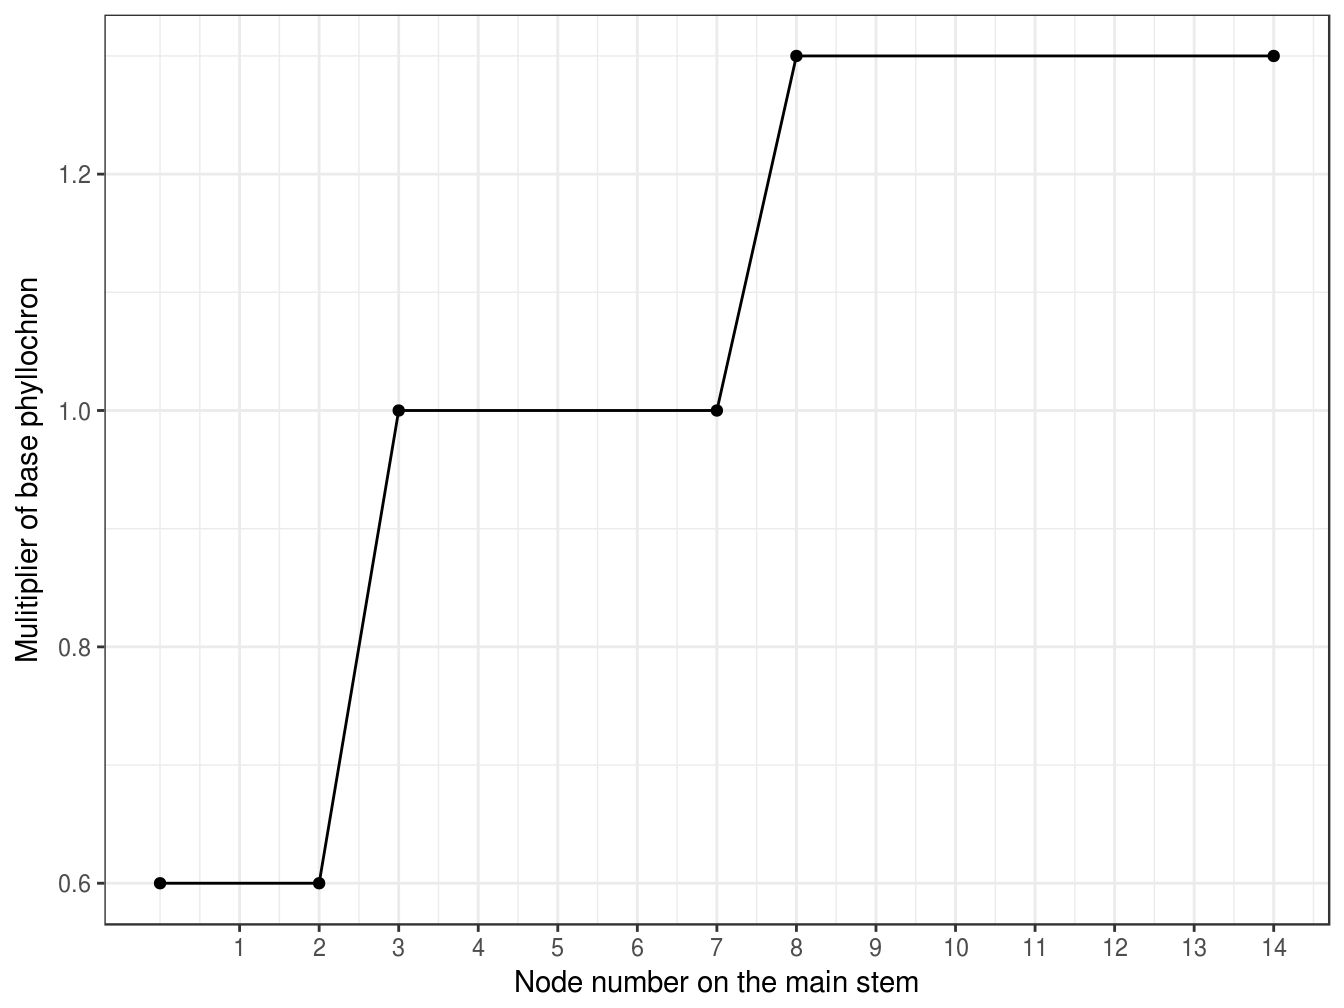 Mulitiplier of base phyllochron
1.2
1.0
0.8
0.6
1 2 3 4 5 6 7 8 9 10 11 12 13 14
Node number on the main stem